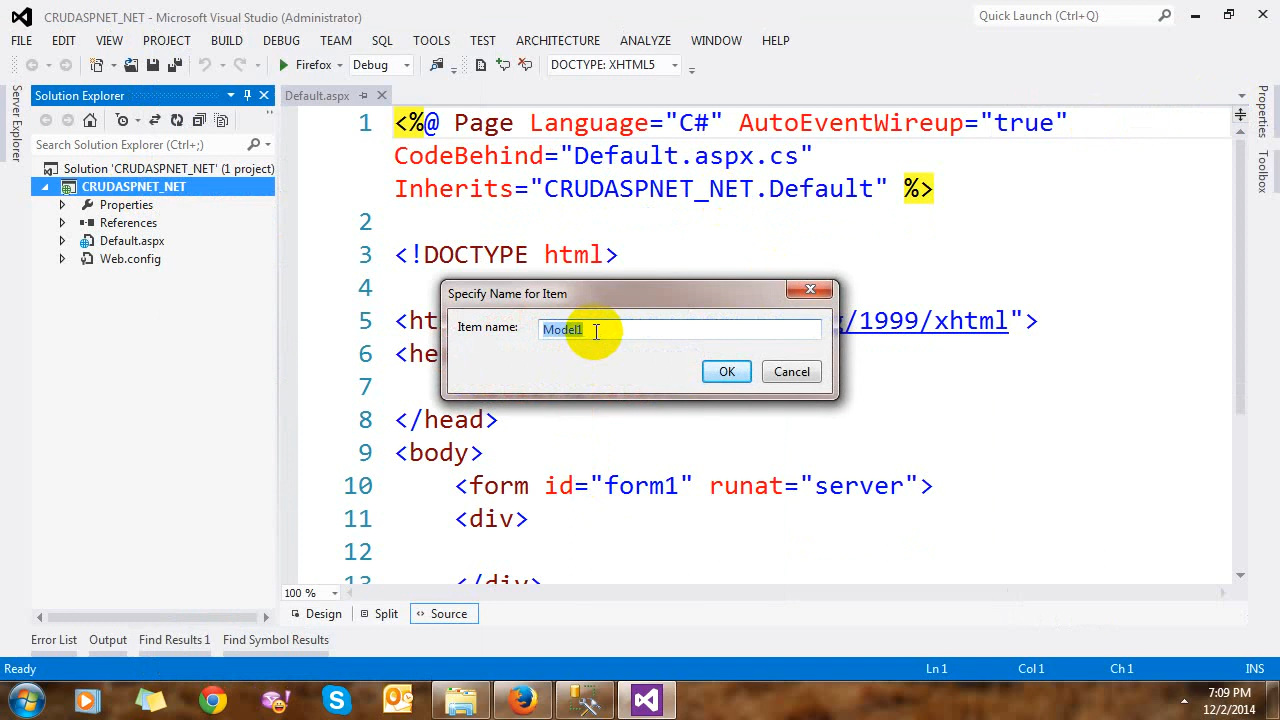 CRUDASPNET_NET - Microsoft Visual Studio (Administrator)
Quick Launch (Ctrl+Q)
FILE EDIT VIEW PROJECT BUILD DEBUG TEAM SQL TOOLS TEST ARCHITECTURE ANALYZE WINDOW HELP
Firefox Debug DOCTYPE: XHTML5
Server Explorer
Solution Explorer
Search Solution Explorer (Ctrl+;)
Solution 'CRUDASPNET_NET' (1 project)
CRUDASPNET_NET
Properties
References
Default.aspx
Web.config
Default.aspx
1 <%@ Page Language="C#" AutoEventWireup="true"
CodeBehind="Default.aspx.cs"
Inherits="CRUDASPNET_NET.Default" %>
2
3 <!DOCTYPE html>
4
5 <ht g/1999/xhtml">
6 <he
7
8 </head>
9 <body>
10 <form id="form1" runat="server">
11 <div>
12
13 </div>
Specify Name for Item
Item name: Model1
OK Cancel
Properties
Toolbox
100 %
Design Split Source
Error List Output Find Results 1 Find Symbol Results
Ready Ln 1 Col 1 Ch 1 INS
7:09 PM
12/2/2014